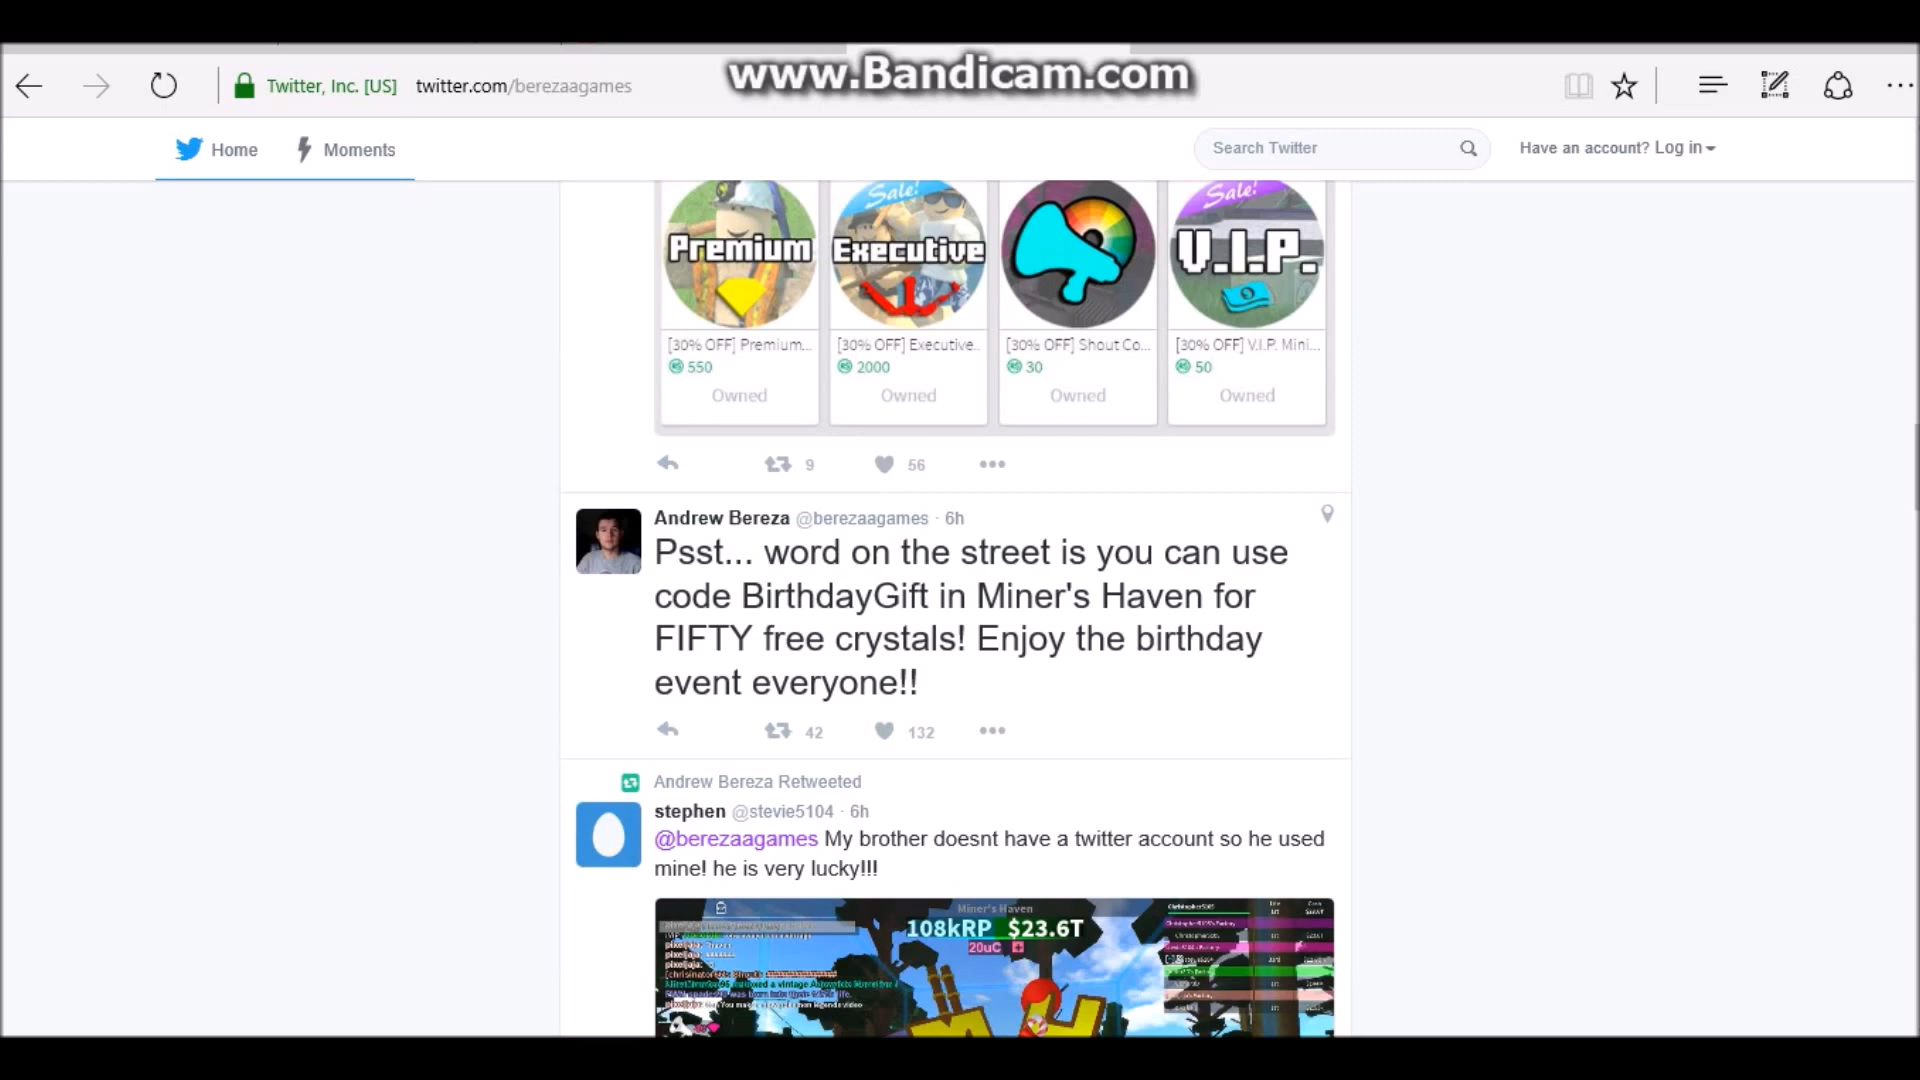 www.Bandicam.com
Twitter, Inc. [US] twitter.com/berezaagames
Home Moments Search Twitter Have an account? Log in
Sale! Sale!
Premium Executive V.I.P.
[30% OFF] Premium... [30% OFF] Executive.. [30% OFF] Shout Co... [30% OFF] V.I.P. Mini...
550 2000 30 50
Owned Owned Owned Owned
9 56
Andrew Bereza @berezaagames · 6h
Psst... word on the street is you can use
code BirthdayGift in Miner's Haven for
FIFTY free crystals! Enjoy the birthday
event everyone!!
42 132
Andrew Bereza Retweeted
stephen @stevie5104 · 6h
@berezaagames My brother doesnt have a twitter account so he used
mine! he is very lucky!!!
Miner's Haven
108kRP $23.6T
20uC